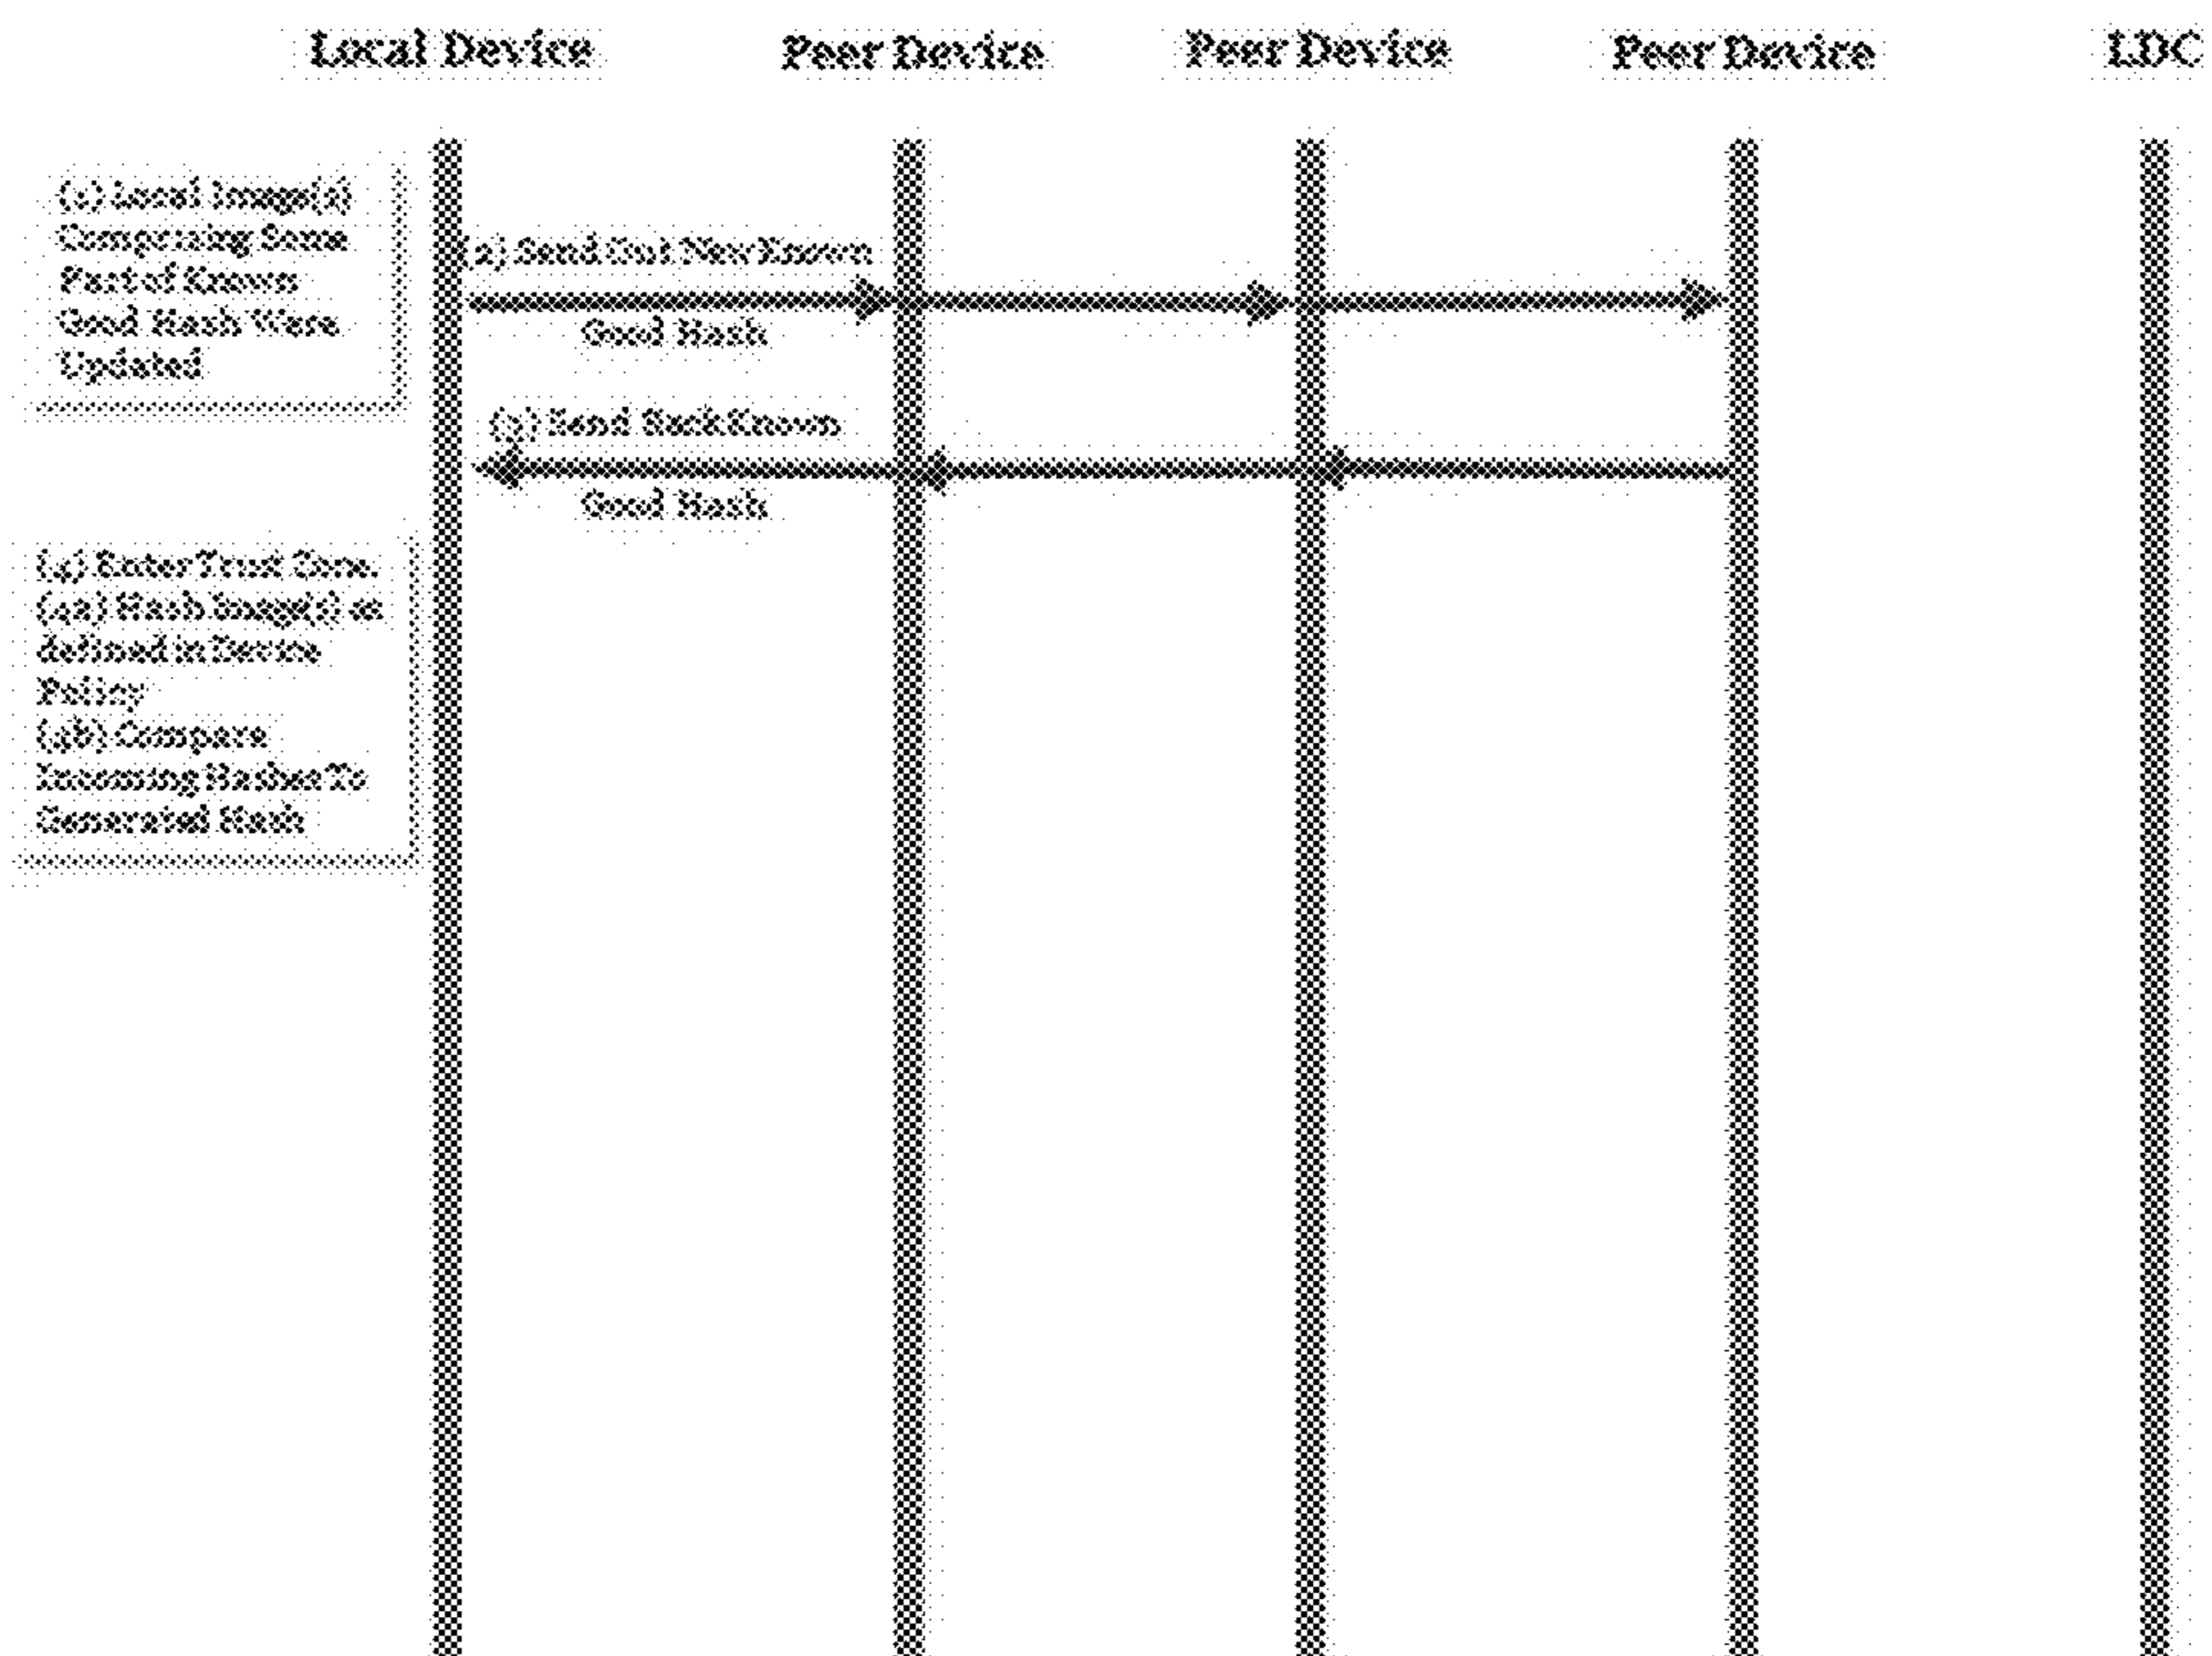 Local Device
Peer Device
Peer Device
Peer Device
LDC
(1) Local Image(s)
Comprising Some
Part of Known
Good Hash Were
Updated
(2) Send Out New Known
Good Hash
(3) Send Back Known
Good Hash
(4) Enter Trust Zone.
(4a) Hash Image(s) as
defined in Device
Policy
(4b) Compare
Incoming Hashes To
Generated Hash